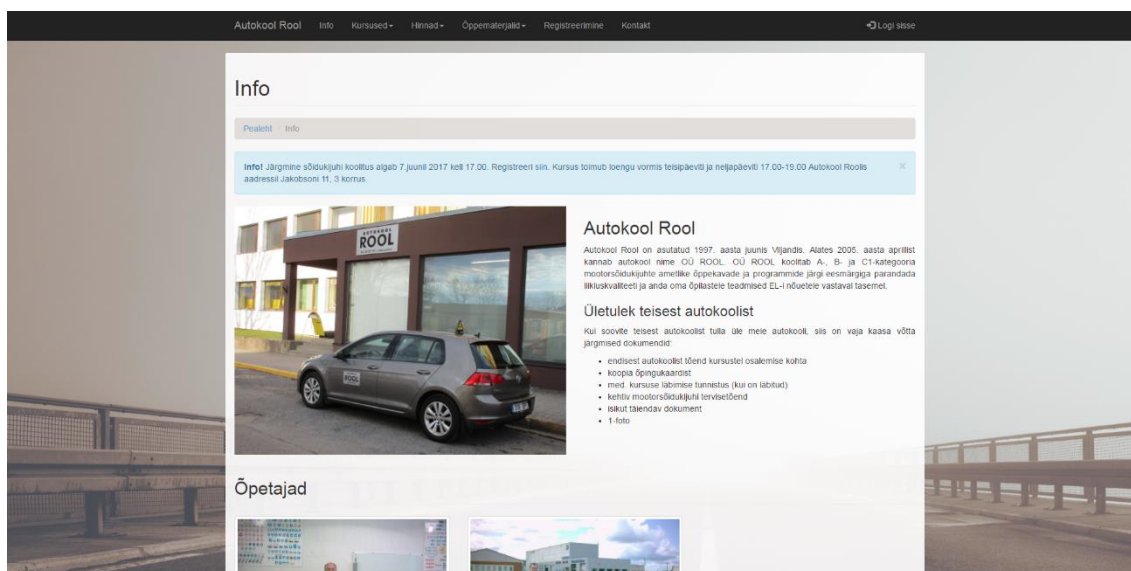 Autokool Rool Info Kursused Hinnad Õppematerjalid Registreerimine Kontakt Logi sisse
Info
Pealeht / Info
Info! Järgmine sõidukijuhi koolitus algab 7.juunil 2017 kell 17.00. Registreeri siin. Kursus toimub loengu vormis teisipäeviti ja neljapäeviti 17.00-19.00 Autokool Roolis
aadressil Jakobsoni 11, 3 korrus.
×
AUTOKOOL
ROOL
ROOL
Autokool Rool
Autokool Rool on asutatud 1997. aasta juunis Viljandis. Alates 2005. aasta aprillist
kannab autokool nime OÜ ROOL. OÜ ROOL koolitab A-, B- ja C1-kategooria
mootorsõidukijuhte ametlike õppekavade ja programmide järgi eesmärgiga parandada
liikluskvaliteeti ja anda oma õpilastele teadmised EL-i nõuetele vastaval tasemel.
Ületulek teisest autokoolist
Kui soovite teisest autokoolist tulla üle meie autokooli, siis on vaja kaasa võtta
järgmised dokumendid:
• endisest autokoolist tõend kursustel osalemise kohta
• koopia õpingukaardist
• med. kursuse läbimise tunnistus (kui on läbitud)
• kehtiv mootorsõidukijuhi tervisetõend
• isikut täiendav dokument
• 1-foto
Õpetajad